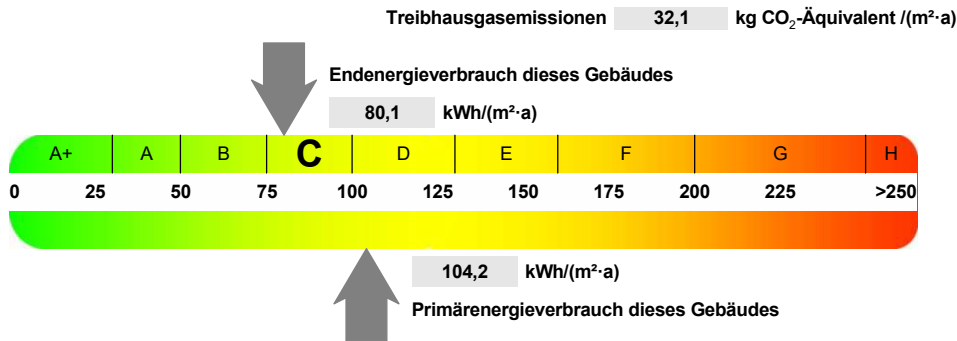 Treibhausgasemissionen 32,1 kg CO₂-Äquivalent /(m²·a)
Endenergieverbrauch dieses Gebäudes
80,1 kWh/(m²·a)
A+ A B C D E F G H
0 25 50 75 100 125 150 175 200 225 >250
104,2 kWh/(m²·a)
Primärenergieverbrauch dieses Gebäudes